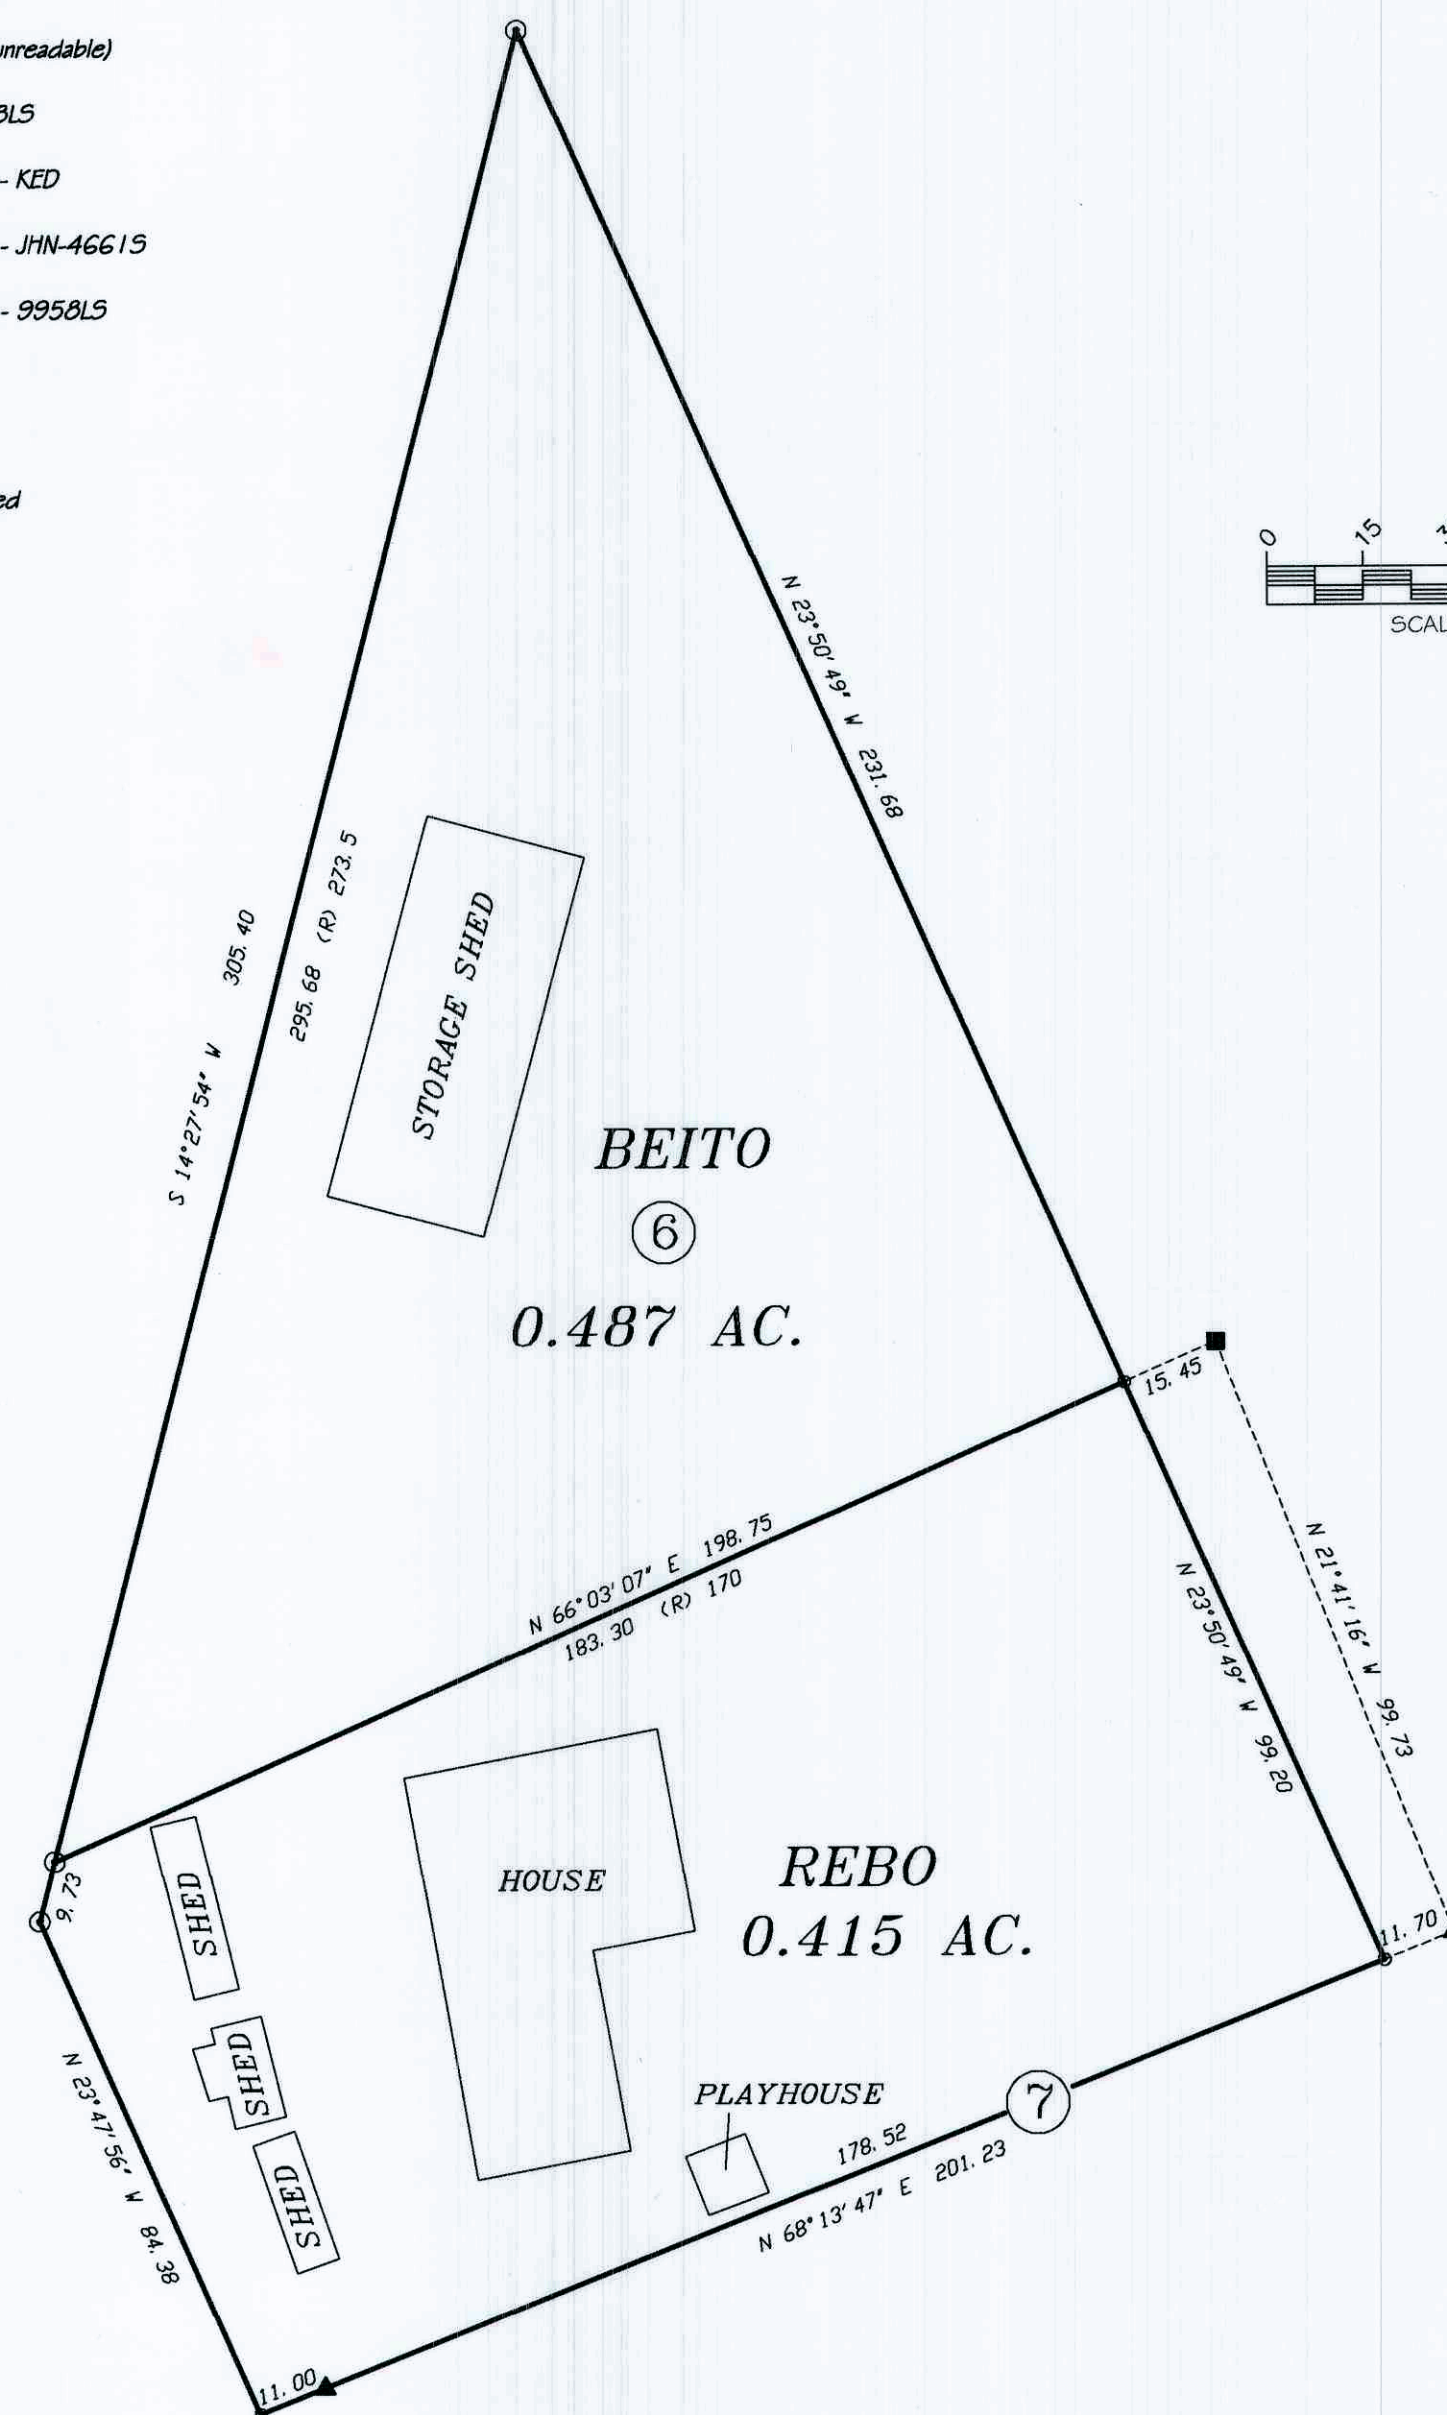 unreadable)
BLS
- KED
- JHN-4661S
- 9958LS
ed
0 15
SCAL
N 23°50'49" W 231.68
S 14°27'54" W 305.40
295.68 (R) 273.5
STORAGE SHED
BEITO
6
0.487 AC.
15.45
N 66°03'07" E 198.75
183.30 (R) 170
N 21°41'16" W 99.73
N 23°50'49" W 99.20
9.73
SHED
HOUSE
REBO
0.415 AC.
11.70
SHED
N 23°47'56" W 84.38
SHED
PLAYHOUSE
7
178.52
N 68°13'47" E 201.23
11.00